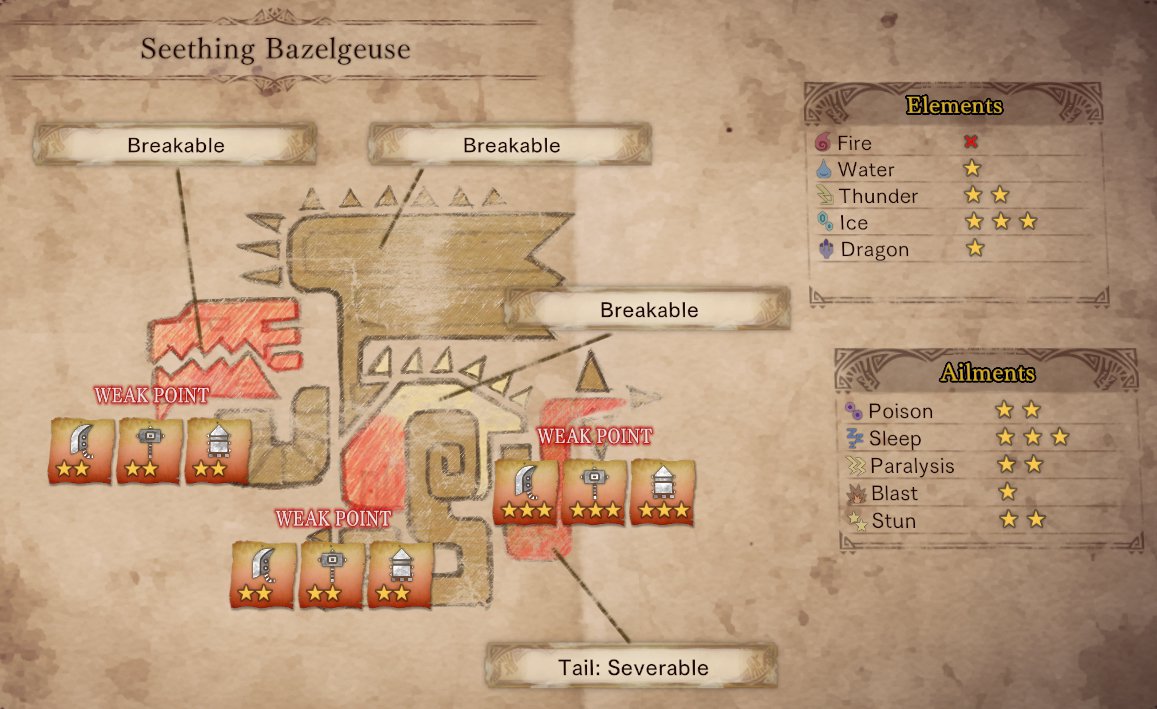 Seething Bazelgeuse
Breakable
Breakable
Breakable
WEAK POINT
WEAK POINT
WEAK POINT
Tail: Severable
Elements
Fire
Water
Thunder
Ice
Dragon
Ailments
Poison
Sleep
Paralysis
Blast
Stun